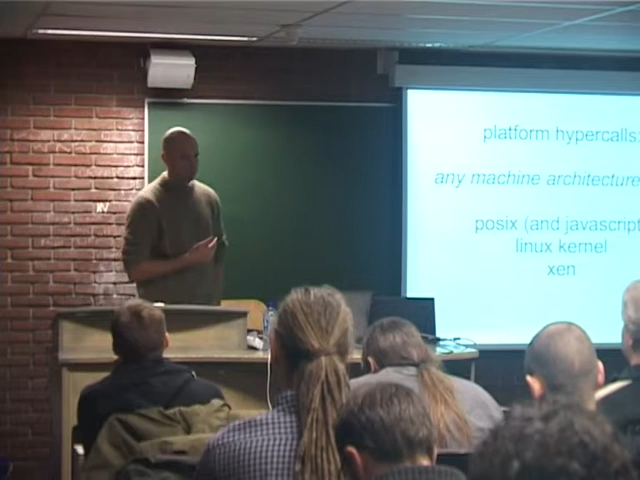 platform hypercalls:
any machine architecture
posix (and javascript
linux kernel
xen